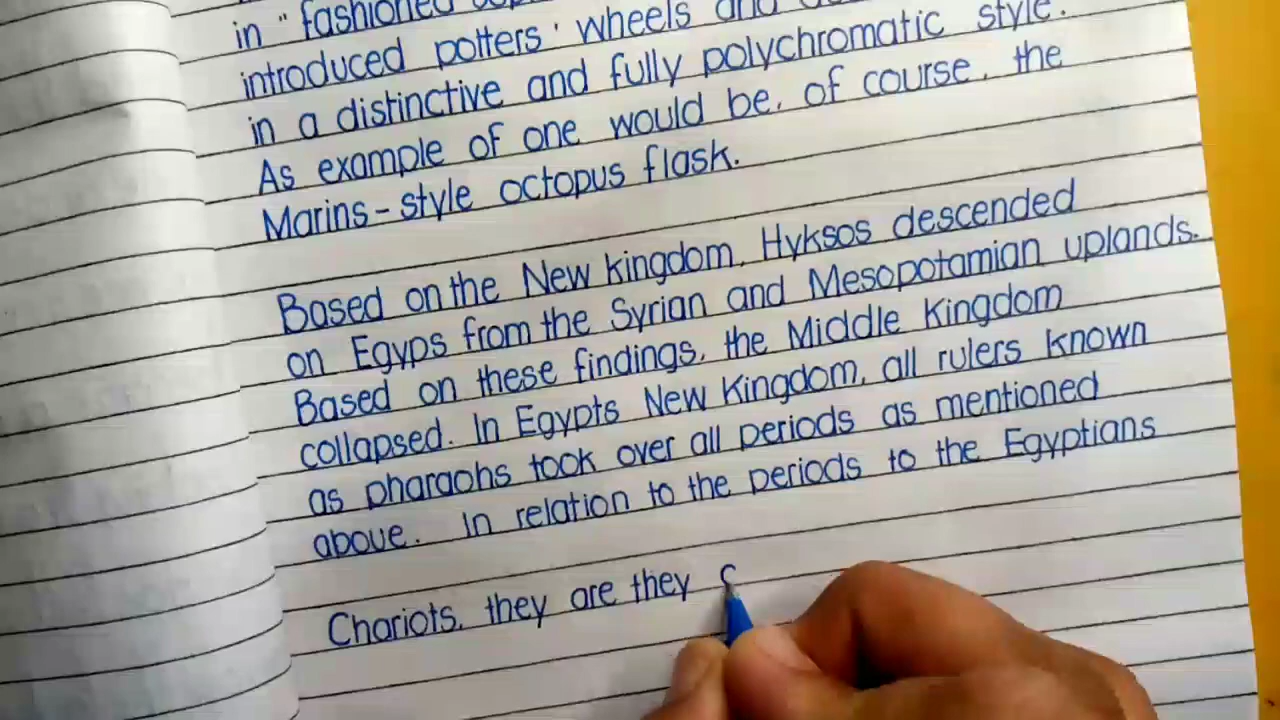 in " fashioned
introduced potters' wheels and
in a distinctive and fully polychromatic style.
As example of one would be, of course, the
Marins-style octopus flask.
Based on the New kingdom, Hyksos descended
on Egyps from the Syrian and Mesopotamian uplands.
Based on these findings, the Middle Kingdom
collapsed. In Egypts New Kingdom, all rulers known
as pharaohs took over all periods as mentioned
above. In relation to the periods to the Egyptians
Chariots, they are they